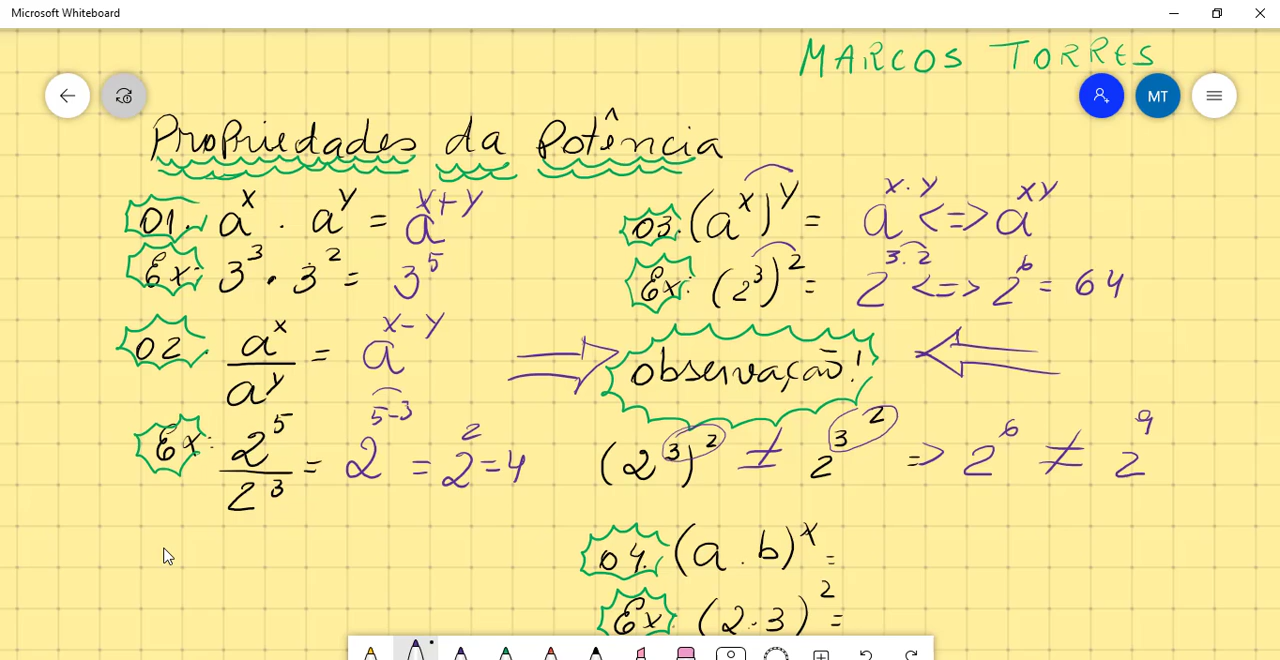 Microsoft Whiteboard
MARCOS TORRES
MT
Propriedades da Potência
01. a^x . a^y = a^(x+y)
Ex: 3^3 . 3^2 = 3^5
02. a^x / a^y = a^(x-y)
Ex: 2^5 / 2^3 = 2^(5-3) = 2^2 = 4
03. (a^x)^y = a^(x.y) <=> a^(xy)
Ex: (2^3)^2 = 2^(3.2) <=> 2^6 = 64
observação!
(2^3)^2 ≠ 2^3^2 => 2^6 ≠ 2^9
04. (a . b)^x =
Ex: (2.3)^2 =